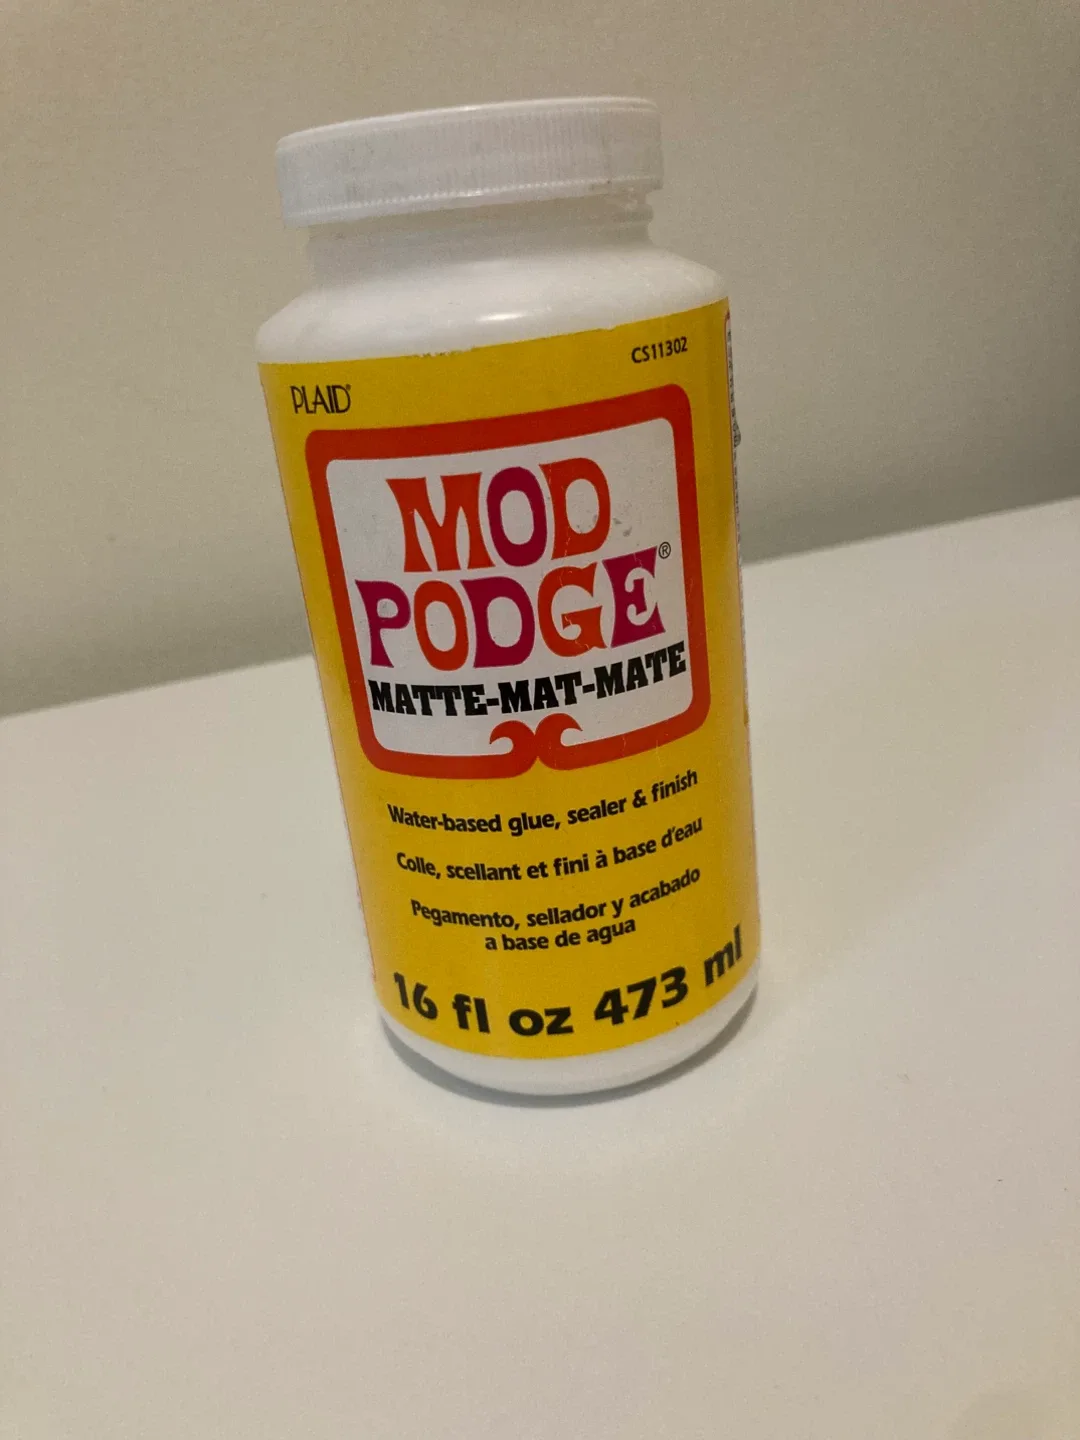 PLAID®
CS11302
MOD
PODGE®
MATTE-MAT-MATE
Water-based glue, sealer & finish
Colle, scellant et fini à base d'eau
Pegamento, sellador y acabado
a base de agua
16 fl oz 473 ml